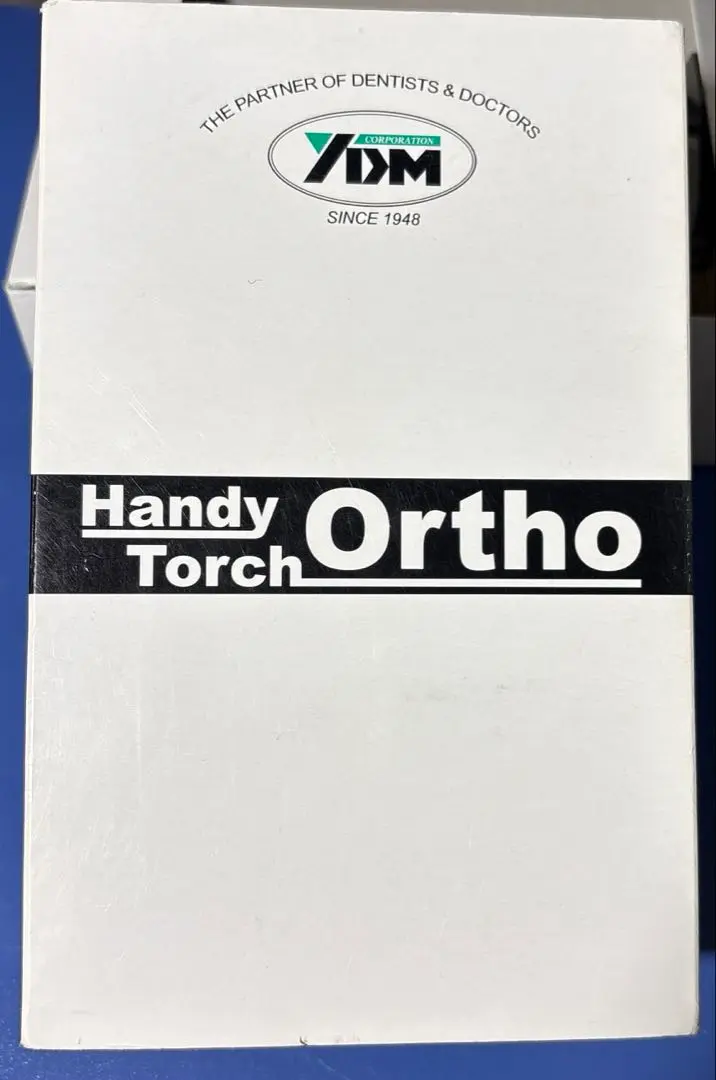 THE PARTNER OF DENTISTS & DOCTORS
CORPORATION
YDM
SINCE 1948
Handy
Torch
Ortho